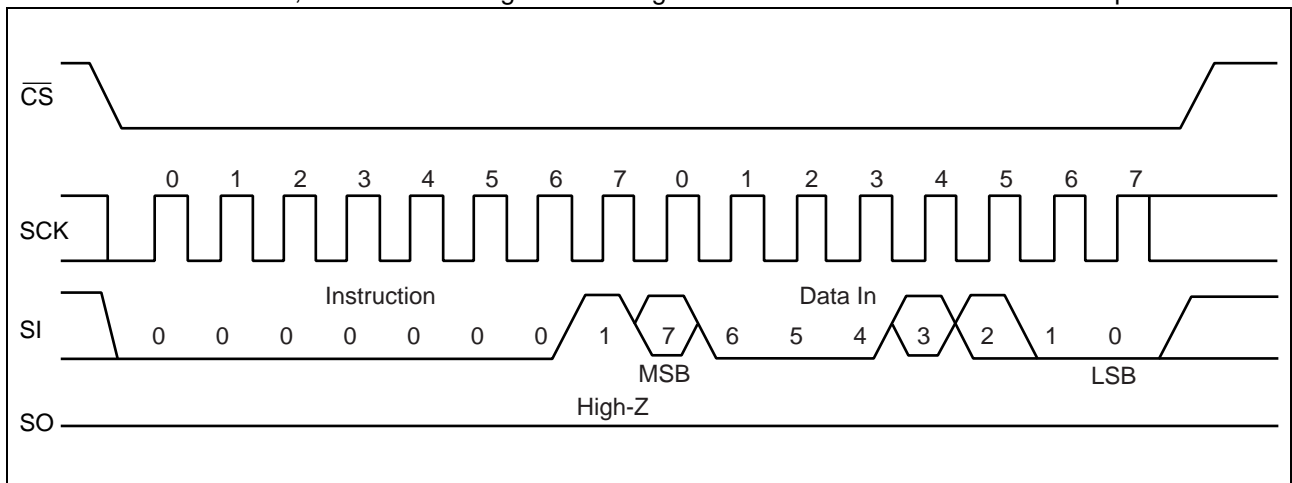 CS
0 1 2 3 4 5 6 7 0 1 2 3 4 5 6 7
SCK
Instruction Data In
SI 0 0 0 0 0 0 0 1 7 6 5 4 3 2 1 0
MSB LSB
High-Z
SO